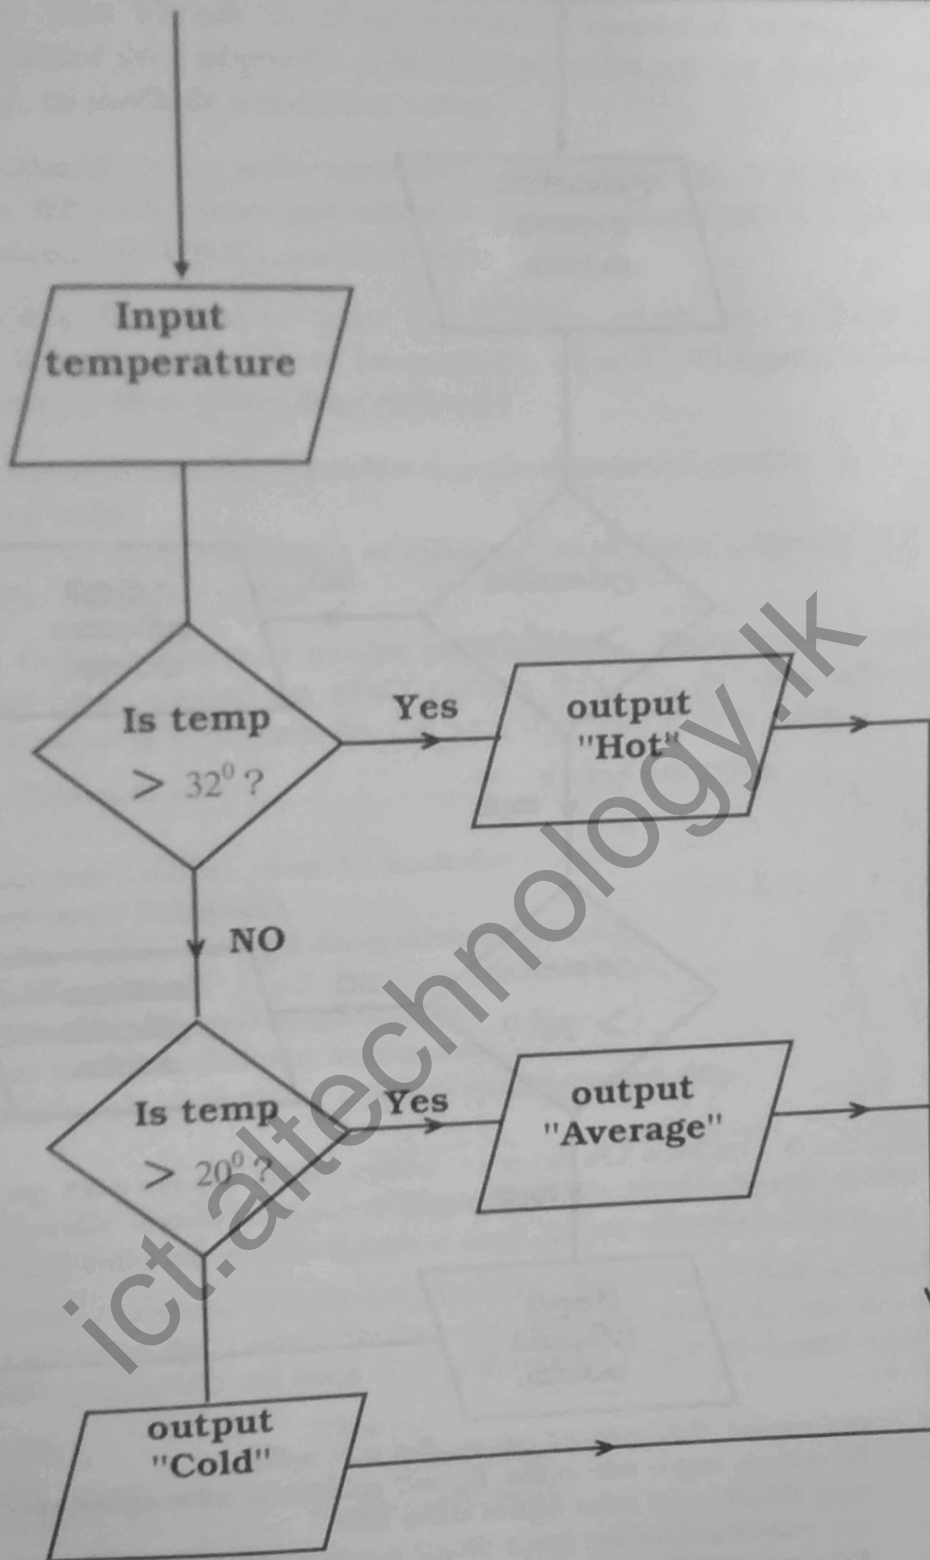 Input
temperature
Is temp
> 32⁰ ?
Yes
output
"Hot"
NO
Is temp
> 20⁰ ?
Yes
output
"Average"
output
"Cold"
ict.altechnology.lk